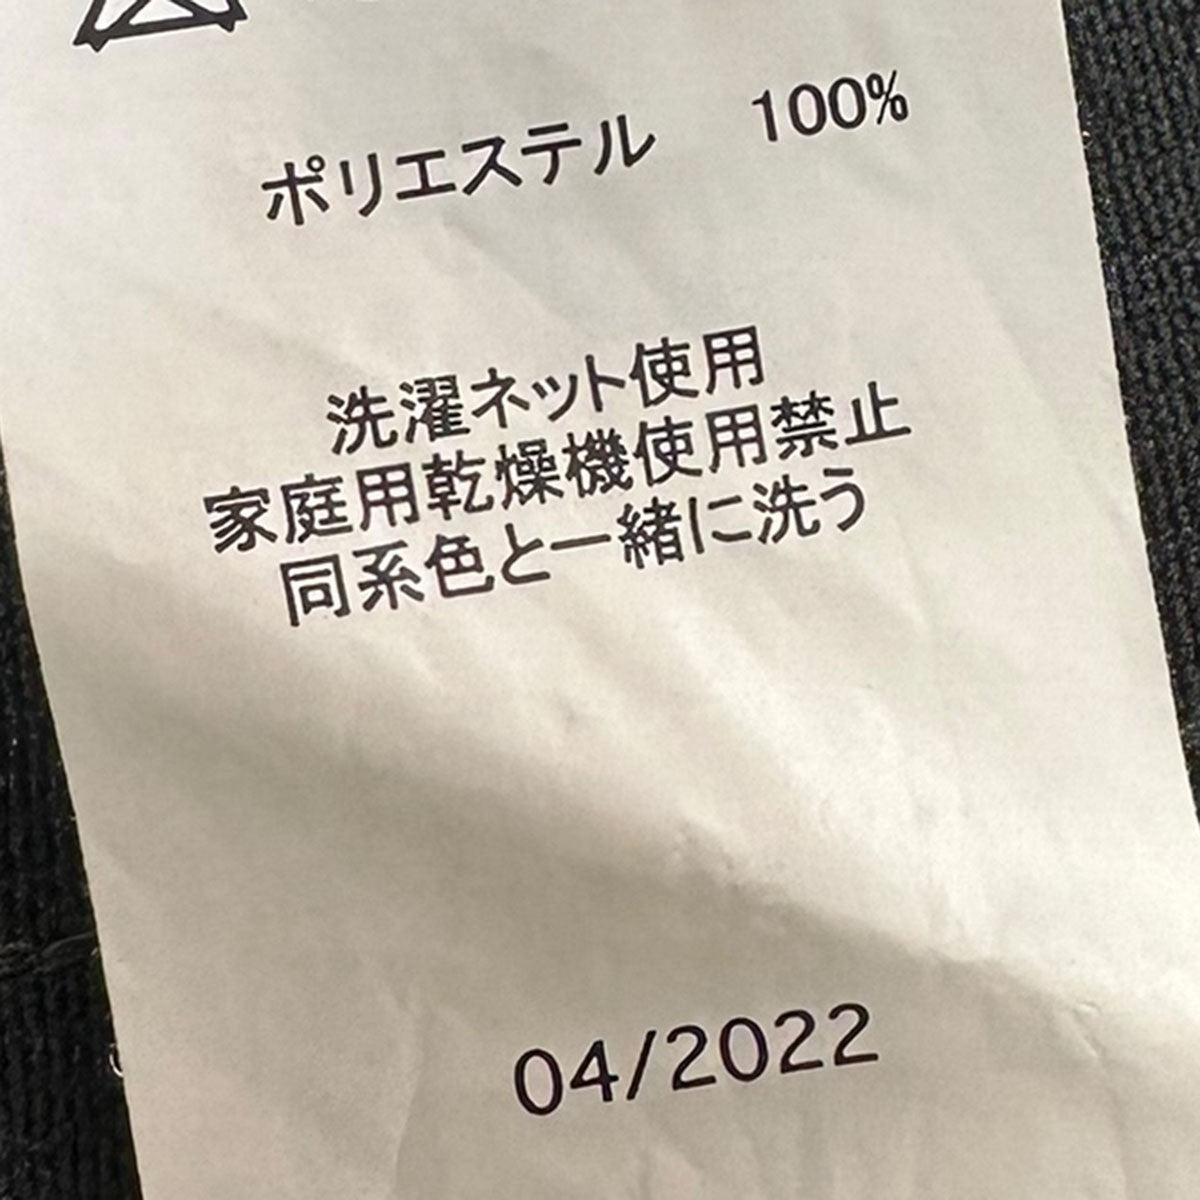 ポリエステル 100%
洗濯ネット使用
家庭用乾燥機使用禁止
同系色と一緒に洗う
04/2022